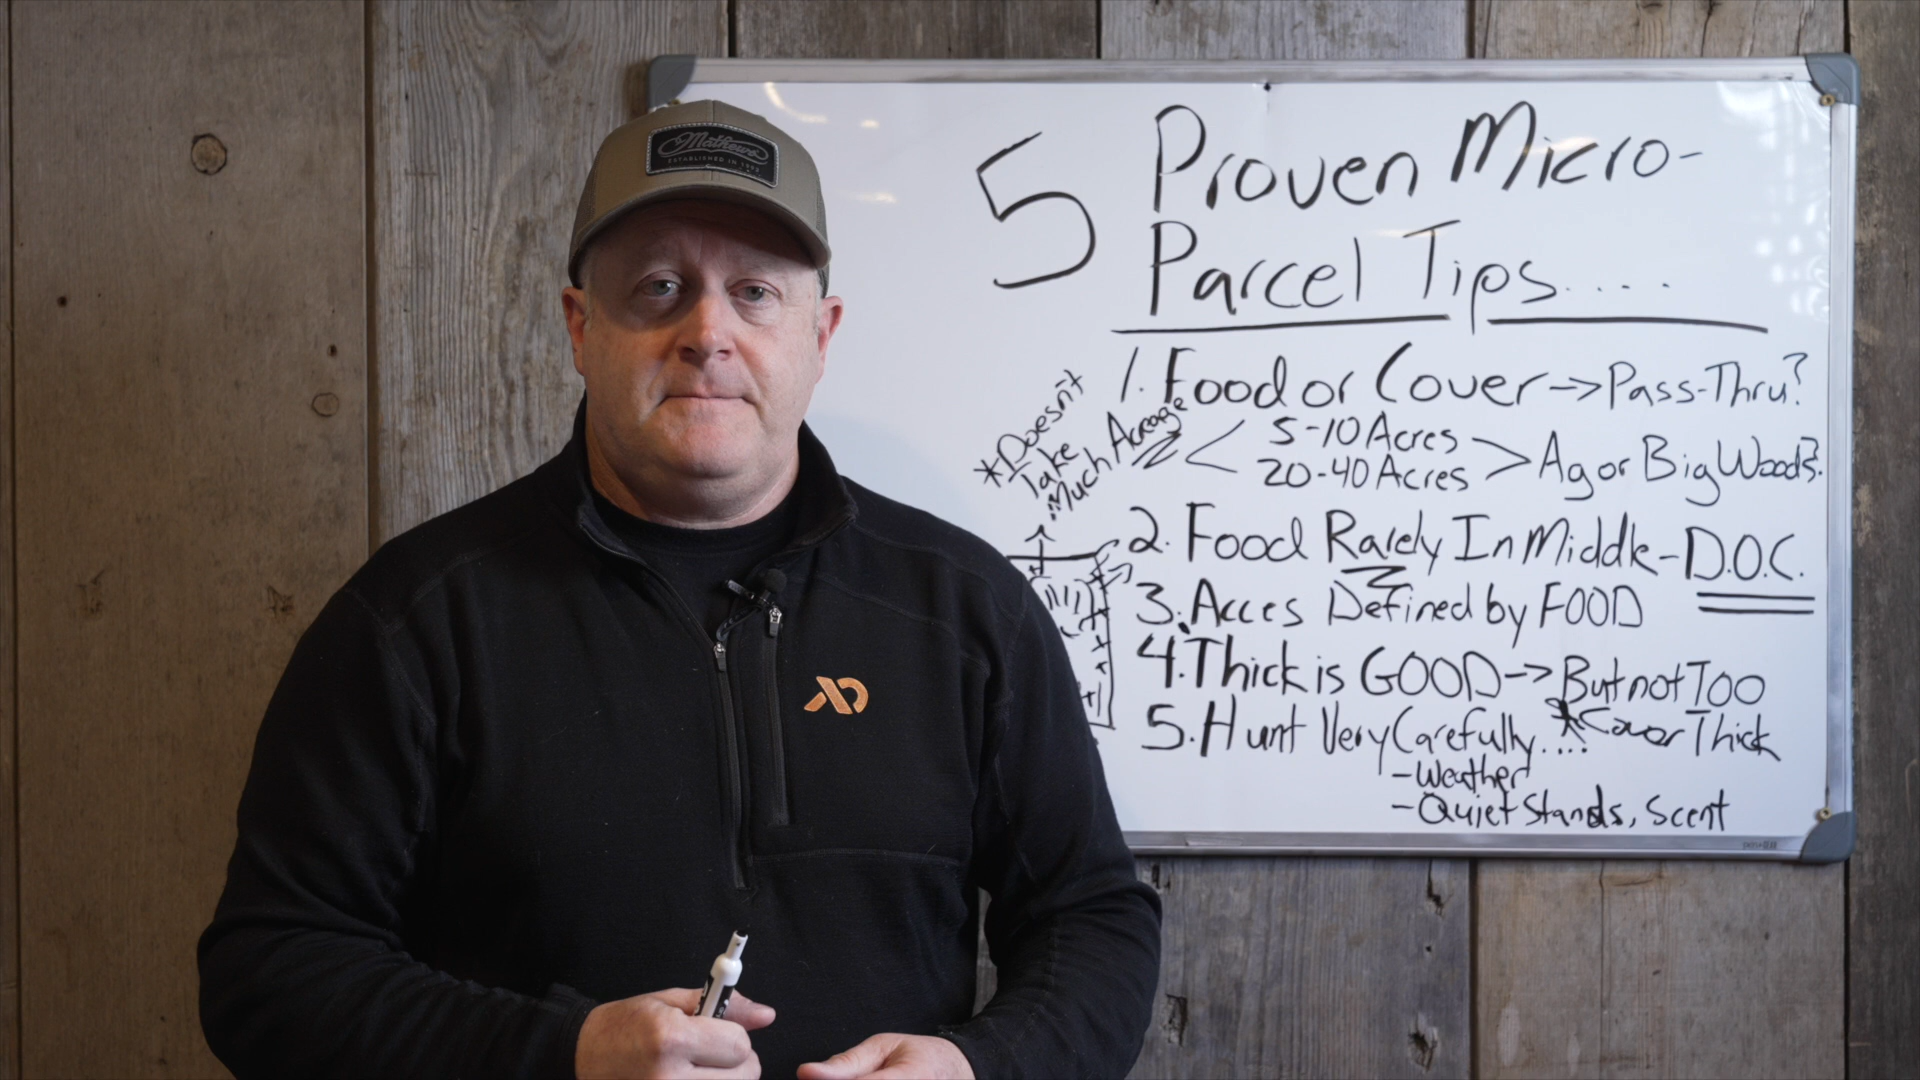 Mathews
ESTABLISHED IN 1992
5 Proven Micro-
Parcel Tips....
1. Food or Cover -> Pass-Thru?
*Doesn't
Take
Much Acreage
< 5-10 Acres
20-40 Acres > Ag or Big Woods?
2. Food Rarely In Middle - D.O.C.
3. Acces Defined by FOOD
4. Thick is GOOD -> But not Too
Thick
5. Hunt Very Carefully.... *Cover
- Weather
- Quiet Stands, Scent